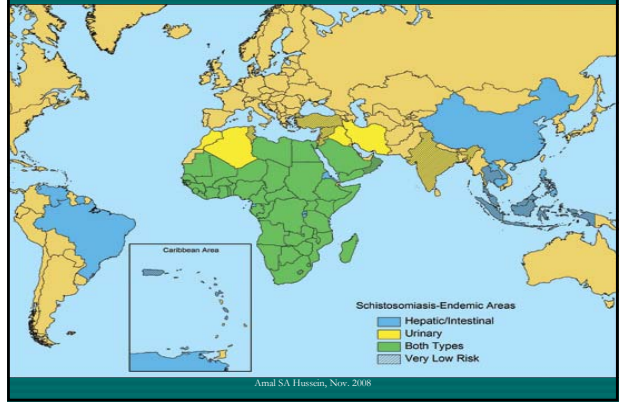 Caribbean Area
Schistosomiasis-Endemic Areas
Hepatic/Intestinal
Urinary
Both Types
Very Low Risk
Amal SA Hussein, Nov. 2008